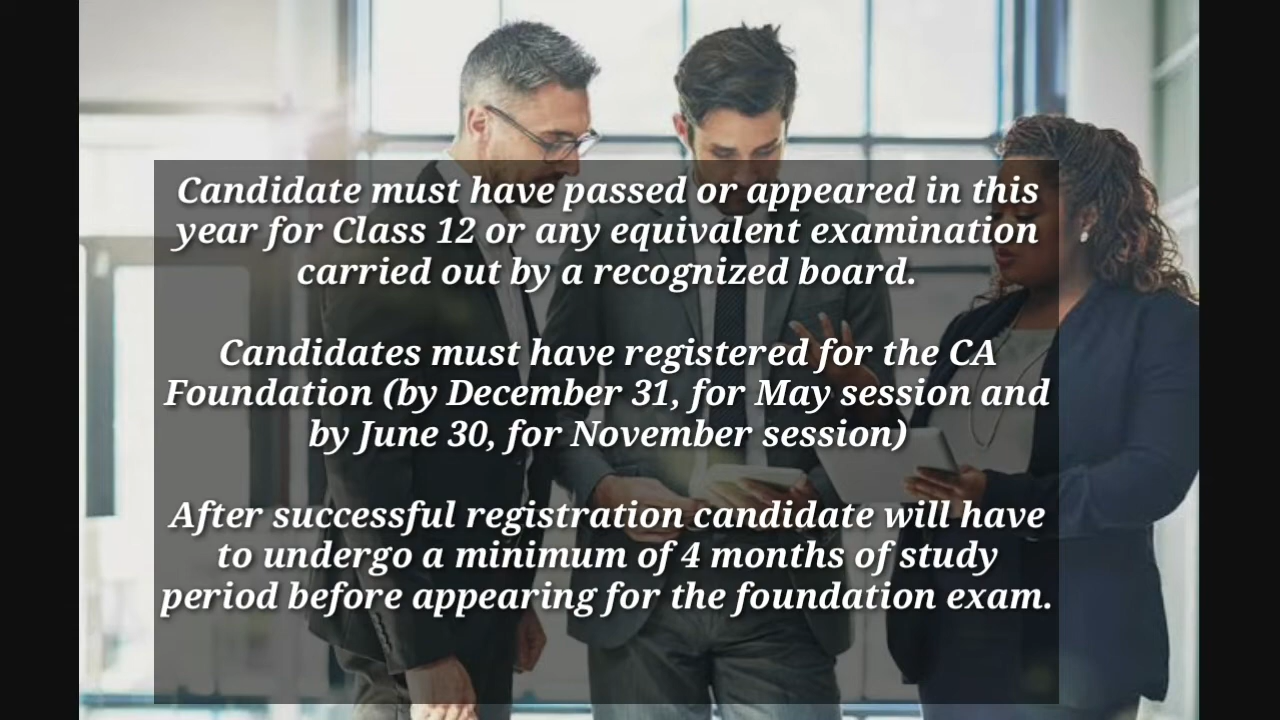 Candidate must have passed or appeared in this
year for Class 12 or any equivalent examination
carried out by a recognized board.
Candidates must have registered for the CA
Foundation (by December 31, for May session and
by June 30, for November session)
After successful registration candidate will have
to undergo a minimum of 4 months of study
period before appearing for the foundation exam.